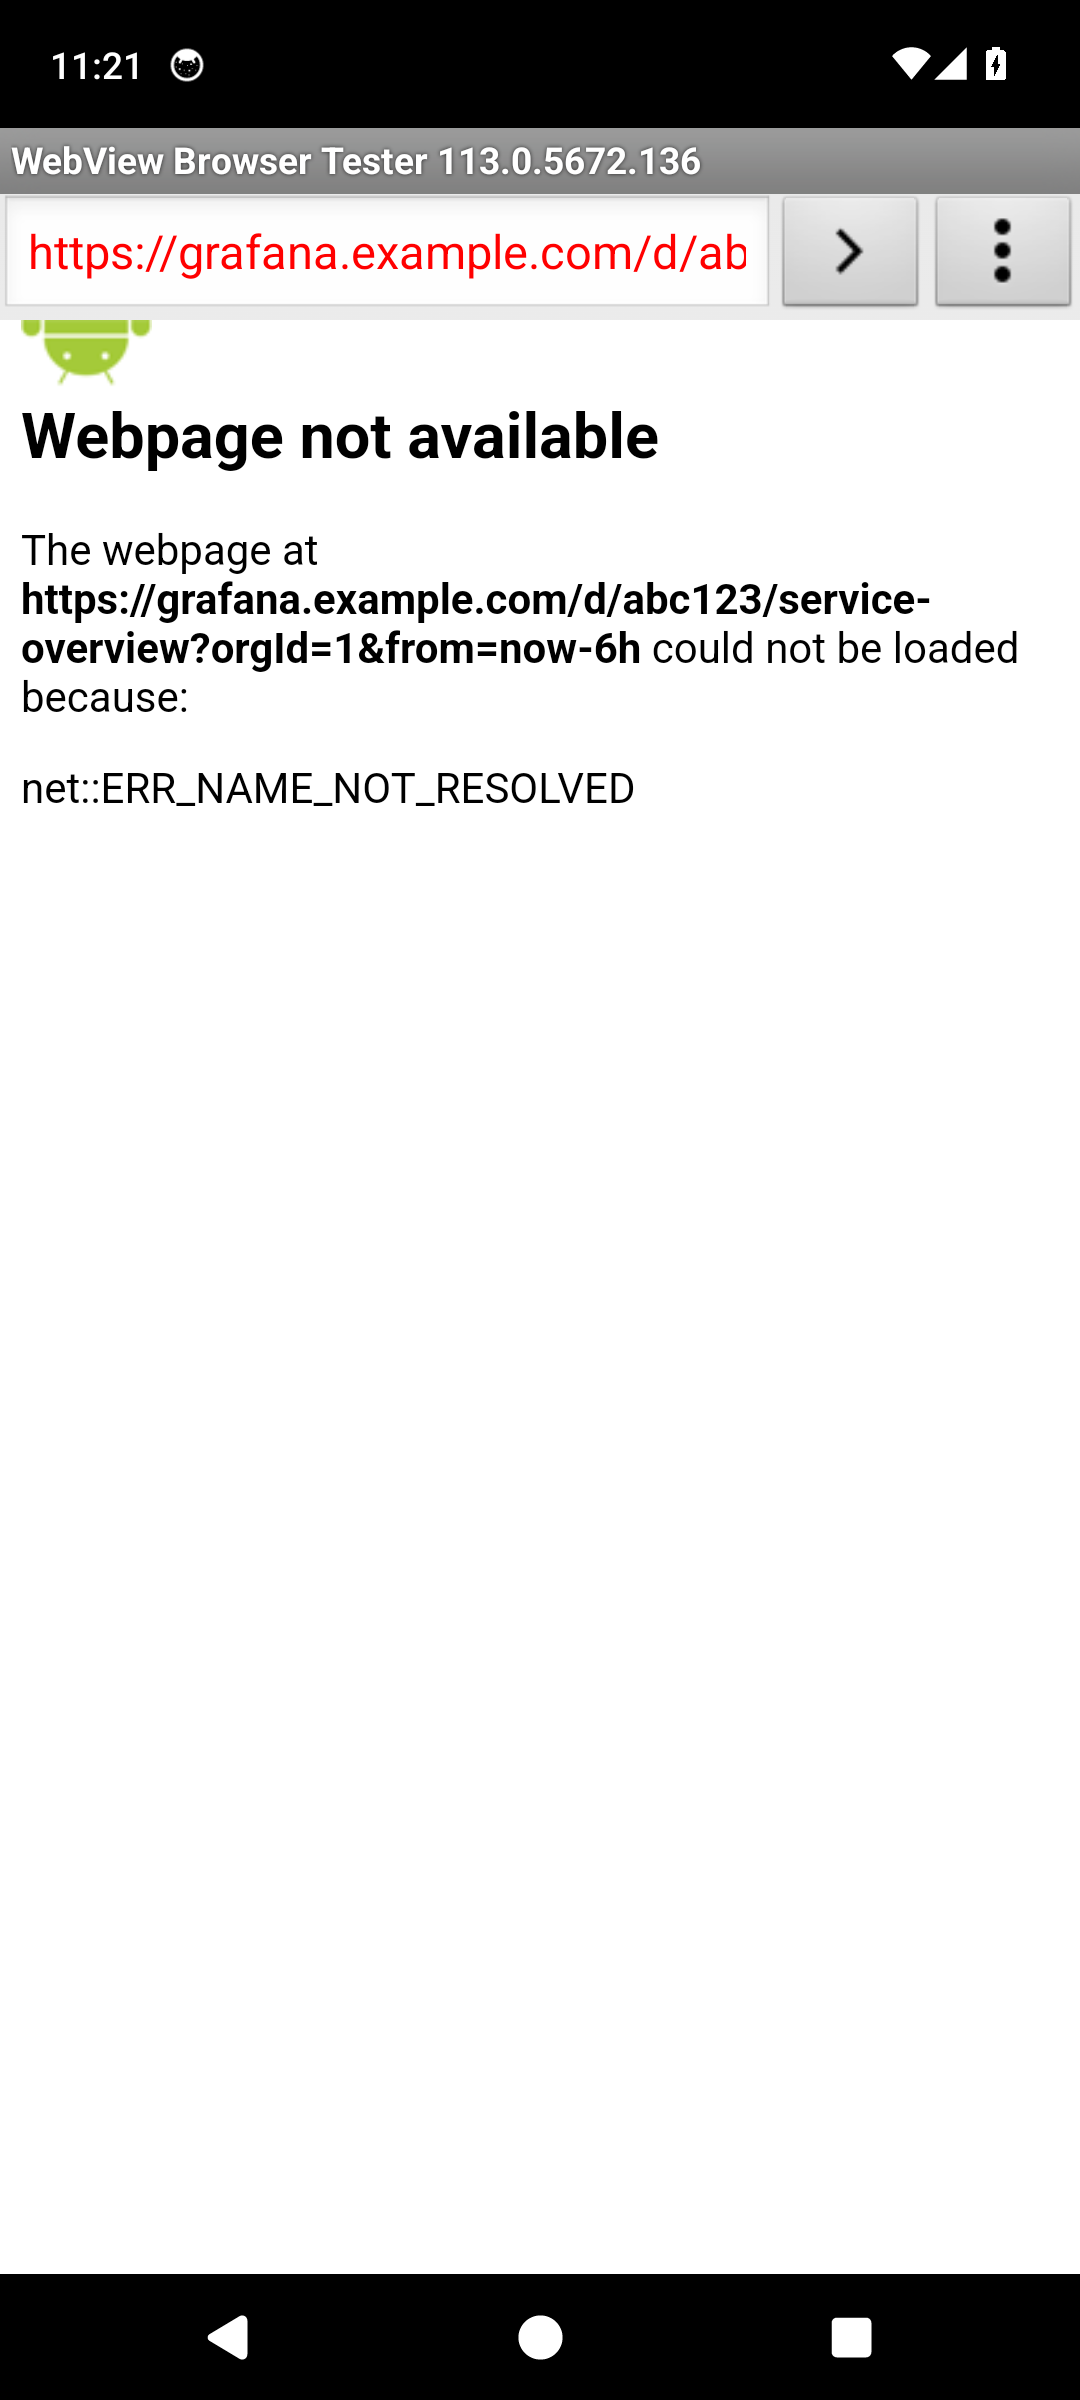 11:21
WebView Browser Tester 113.0.5672.136
https://grafana.example.com/d/ab
Webpage not available
The webpage at
https://grafana.example.com/d/abc123/service-
overview?orgId=1&from=now-6h could not be loaded
because:
net::ERR_NAME_NOT_RESOLVED